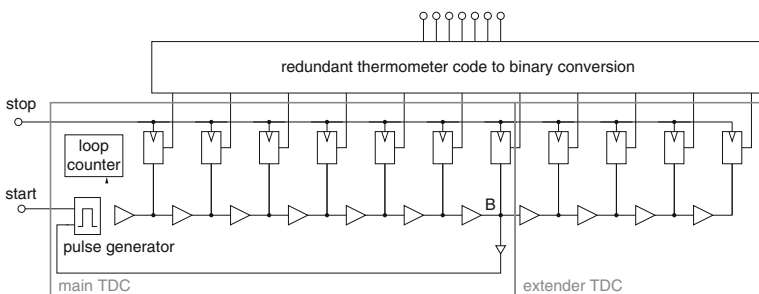 redundant thermometer code to binary conversion
stop
loop
counter
start
B
pulse generator
main TDC
extender TDC